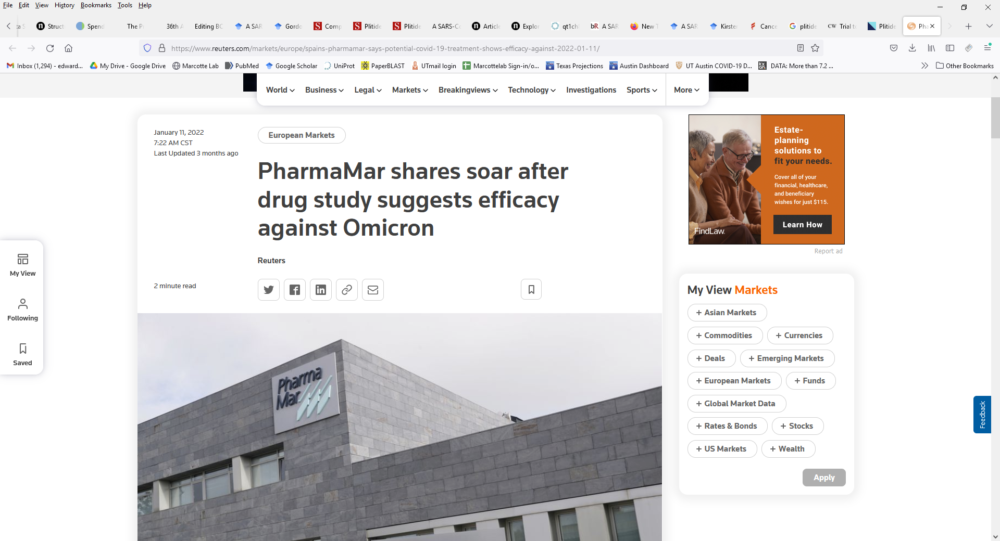 File Edit View History Bookmarks Tools Help
Struct Spend The P 36th A Editing BC A SAR Gordo Comp Plitide Plitide A SARS-Co Article Explor qt1ch bR A SAR New T A SAR Kirster Cance plitide CW Trial to Plitide Pha
https://www.reuters.com/markets/europe/spains-pharmamar-says-potential-covid-19-treatment-shows-efficacy-against-2022-01-11/
Inbox (1,294) - edward... My Drive - Google Drive Marcotte Lab PubMed Google Scholar UniProt PaperBLAST UTmail login Marcottelab Sign-in/o... Texas Projections Austin Dashboard UT Austin COVID-19 D... DATA: More than 7.2 ... Other Bookmarks
World Business Legal Markets Breakingviews Technology Investigations Sports More
January 11, 2022
7:22 AM CST
Last Updated 3 months ago
European Markets
PharmaMar shares soar after
drug study suggests efficacy
against Omicron
Reuters
2 minute read
Pharma
Mar
My View
Following
Saved
Estate-
planning
solutions to
fit your needs.
Cover all of your
financial, healthcare,
and beneficiary
wishes for just $115.
Learn How
FindLaw.
Report ad
My View Markets
+ Asian Markets
+ Commodities + Currencies
+ Deals + Emerging Markets
+ European Markets + Funds
+ Global Market Data
+ Rates & Bonds + Stocks
+ US Markets + Wealth
Apply
Feedback